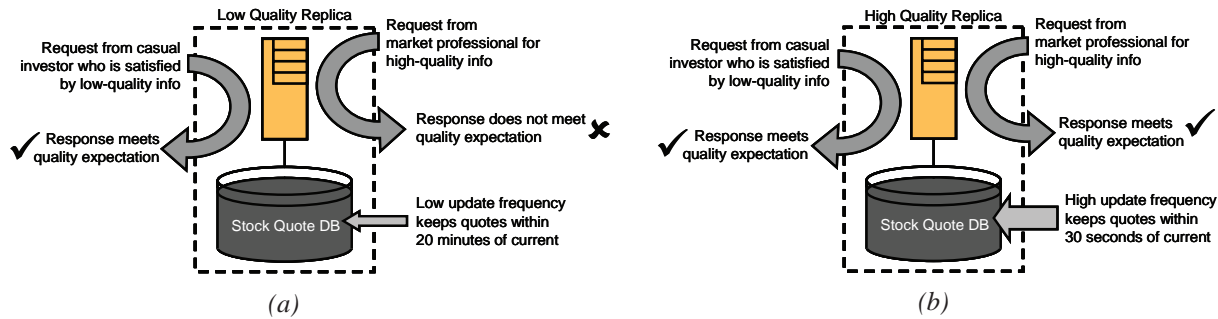 Low Quality Replica
Request from casual
investor who is satisfied
by low-quality info
Request from
market professional for
high-quality info
Response meets
quality expectation
Response does not meet
quality expectation
Stock Quote DB
Low update frequency
keeps quotes within
20 minutes of current
(a)
High Quality Replica
Request from casual
investor who is satisfied
by low-quality info
Request from
market professional for
high-quality info
Response meets
quality expectation
Response meets
quality expectation
Stock Quote DB
High update frequency
keeps quotes within
30 seconds of current
(b)